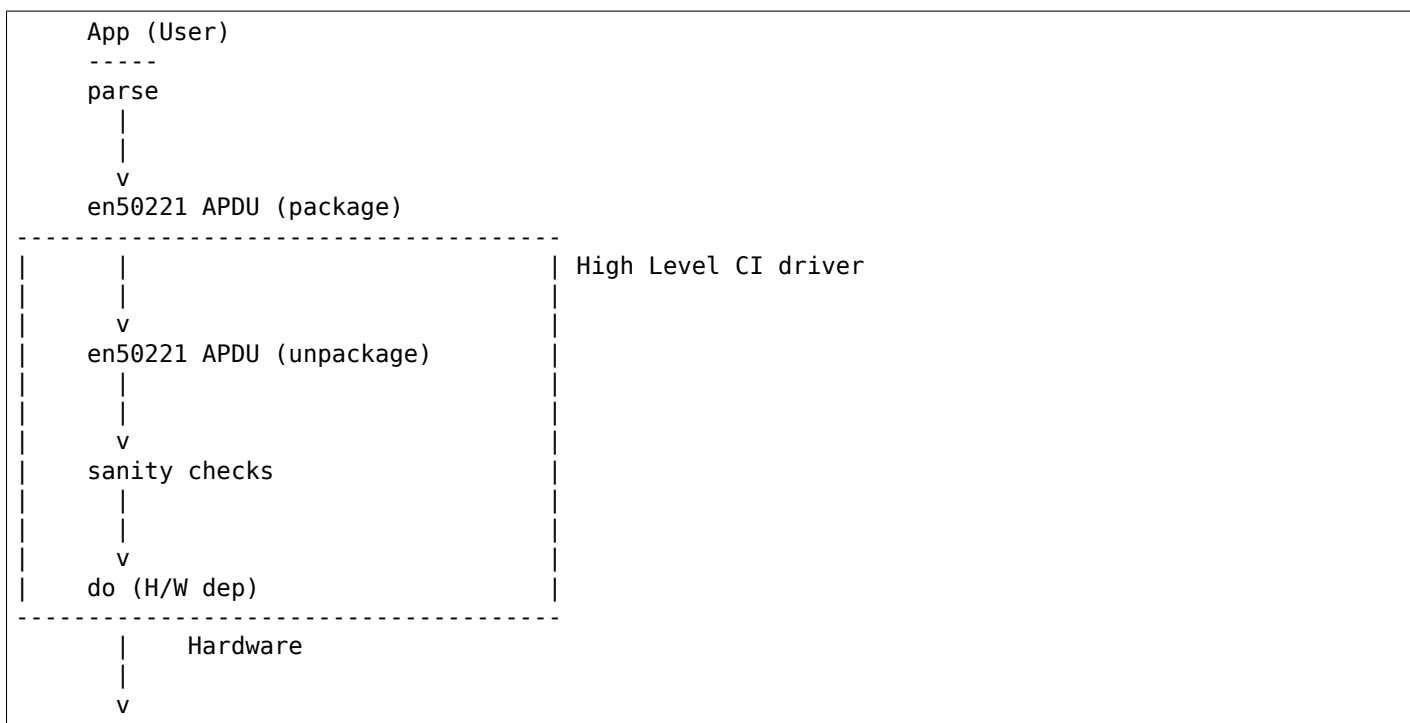 App (User)
-----
parse
|
|
v
en50221 APDU (package)
--------------------------------------
|      |                              | High Level CI driver
|      |                              |
|      v                              |
|    en50221 APDU (unpackage)         |
|      |                              |
|      |                              |
|      v                              |
|    sanity checks                    |
|      |                              |
|      |                              |
|      v                              |
|    do (H/W dep)                     |
--------------------------------------
|    Hardware
|
v